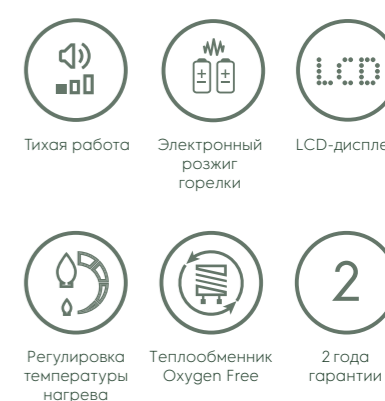 LCD
Тихая работа
Электронный
розжиг
горелки
LCD-диспле
2
Регулировка
температуры
нагрева
Теплообменник
Oxygen Free
2 года
гарантии